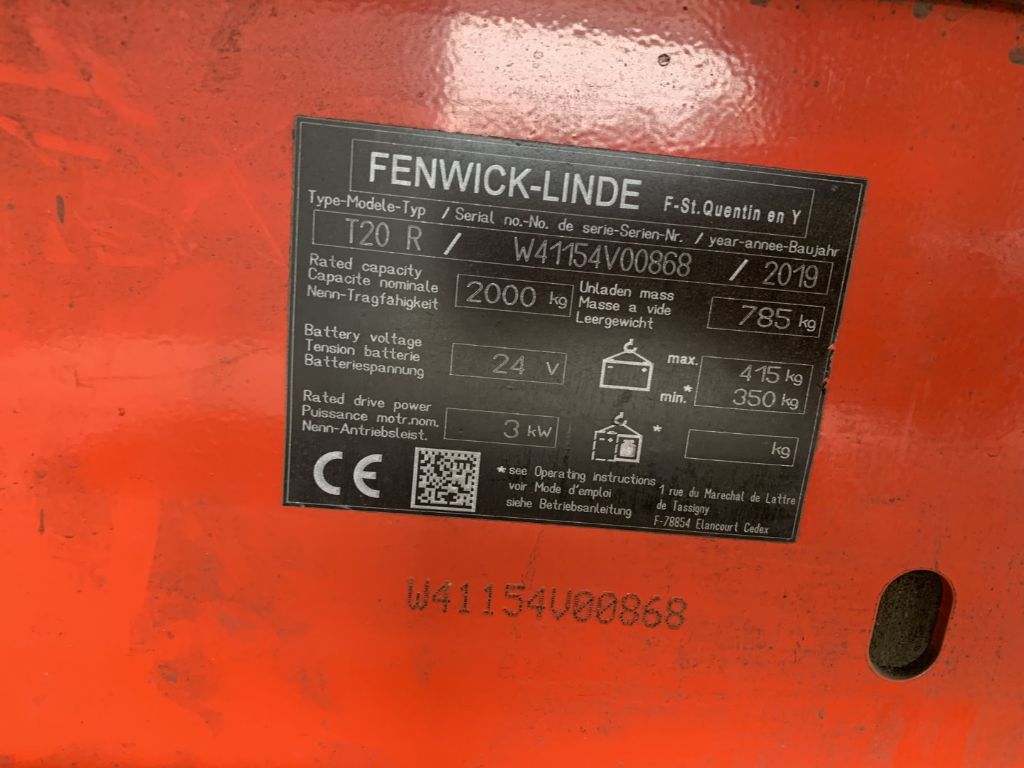 FENWICK-LINDE F-St.Quentin en Y
Type-Modele-Typ / Serial no.-No. de serie-Serien-Nr. / year-annee-Baujahr
T20 R / W41154V00868 / 2019
Rated capacity
Capacite nominale
Nenn-Tragfähigkeit
2000 kg
Unladen mass
Masse a vide
Leergewicht
785 kg
Battery voltage
Tension batterie
Batteriespannung
24 V
max. 415 kg
min.* 350 kg
Rated drive power
Puissance motr.nom.
Nenn-Antriebsleist.
3 kW
* kg
CE
*see Operating instructions
voir Mode d'emploi
siehe Betriebsanleitung
1 rue du Marechal de Lattre
de Tassigny
F-78854 Elancourt Cedex
W41154V00868